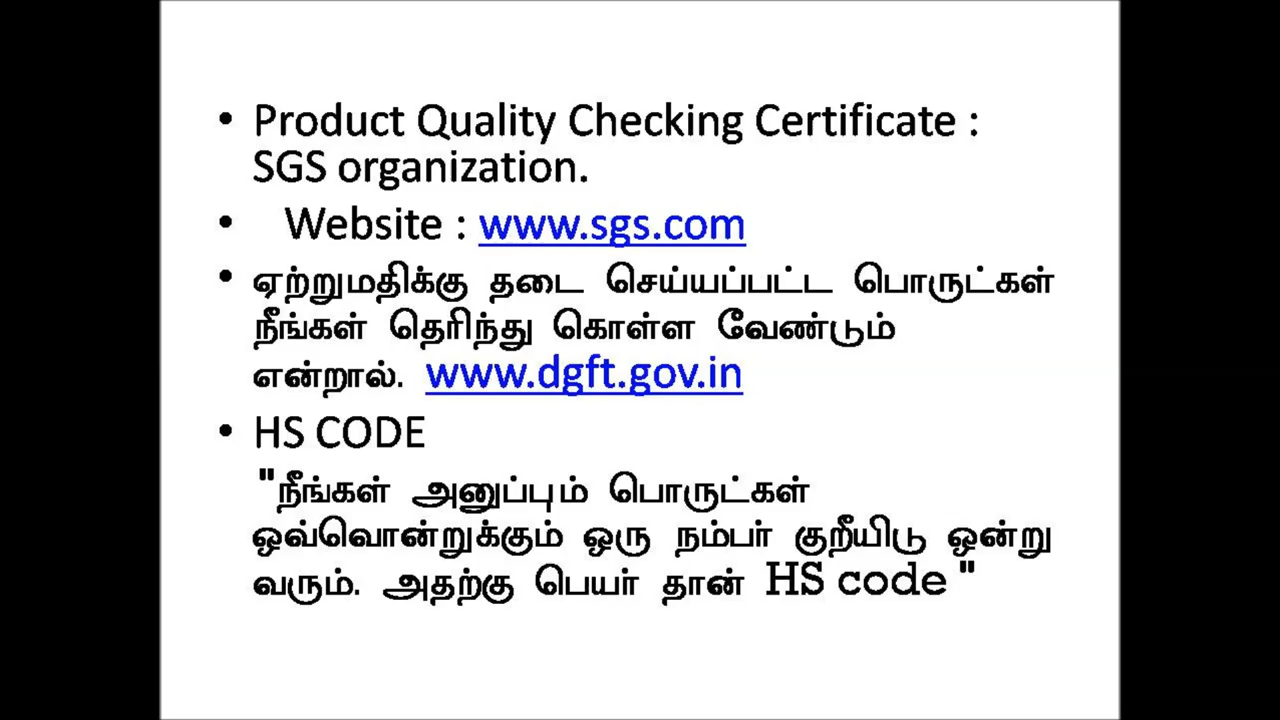 • Product Quality Checking Certificate :
SGS organization.
• Website : www.sgs.com
• ஏற்றுமதிக்கு தடை செய்யப்பட்ட பொருட்கள்
நீங்கள் தெரிந்து கொள்ள வேண்டும்
என்றால். www.dgft.gov.in
• HS CODE
"நீங்கள் அனுப்பும் பொருட்கள்
ஒவ்வொன்றுக்கும் ஒரு நம்பர் குறீயிடு ஒன்று
வரும். அதற்கு பெயர் தான் HS code "